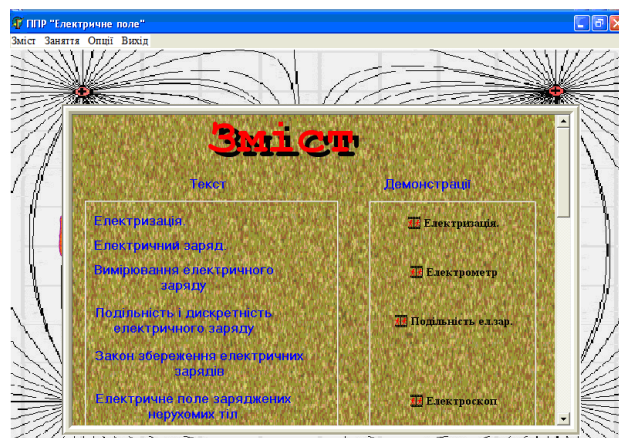 ППР "Електричне поле"
Зміст Заняття Опції Вихід
Зміст
Текст
Демонстрації
Електризація.
Електричний заряд.
Вимірювання електричного
заряду
Подільність і дискретність
електричного заряду
Закон збереження електричних
зарядів
Електричне поле заряджених
нерухомих тіл
Електризація.
Електрометр
Подільність ел.зар.
Електроскоп